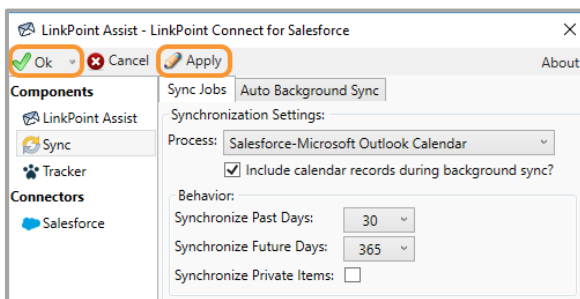 LinkPoint Assist - LinkPoint Connect for Salesforce
Ok Cancel Apply About
Components
LinkPoint Assist
Sync
Tracker
Connectors
Salesforce
Sync Jobs Auto Background Sync
Synchronization Settings:
Process: Salesforce-Microsoft Outlook Calendar
Include calendar records during background sync?
Behavior:
Synchronize Past Days: 30
Synchronize Future Days: 365
Synchronize Private Items: